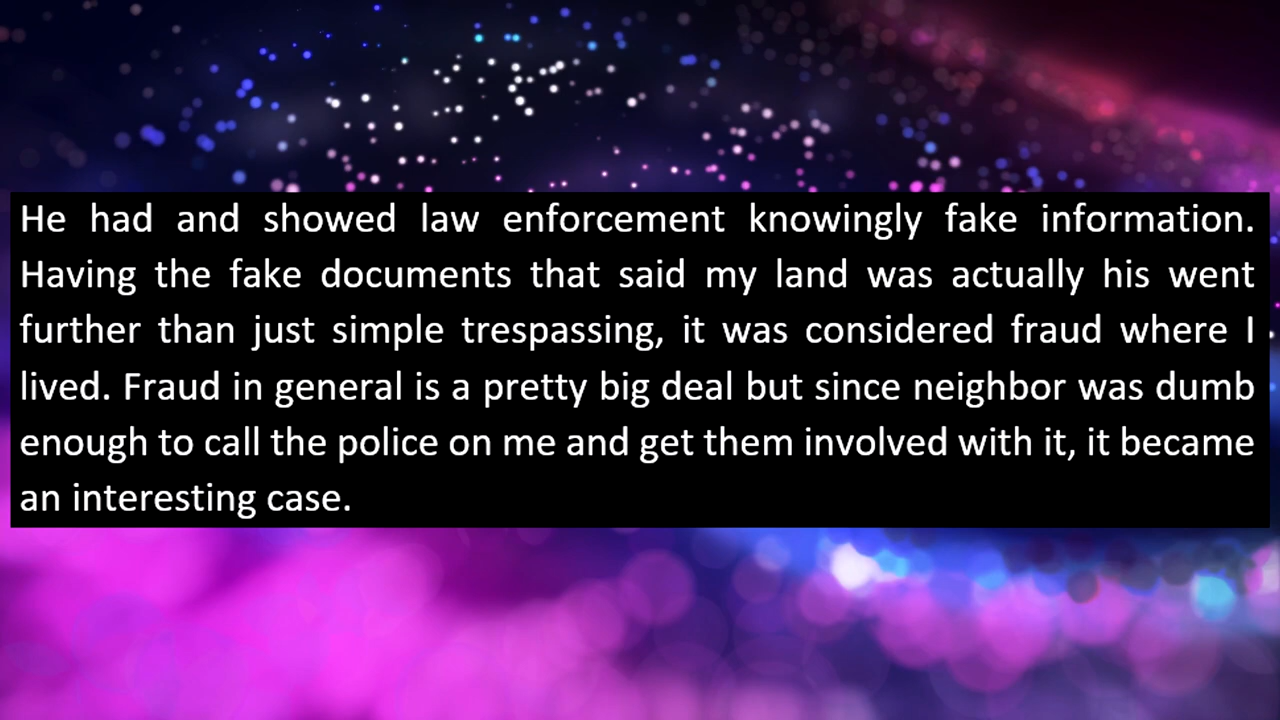 He had and showed law enforcement knowingly fake information.
Having the fake documents that said my land was actually his went
further than just simple trespassing, it was considered fraud where I
lived. Fraud in general is a pretty big deal but since neighbor was dumb
enough to call the police on me and get them involved with it, it became
an interesting case.